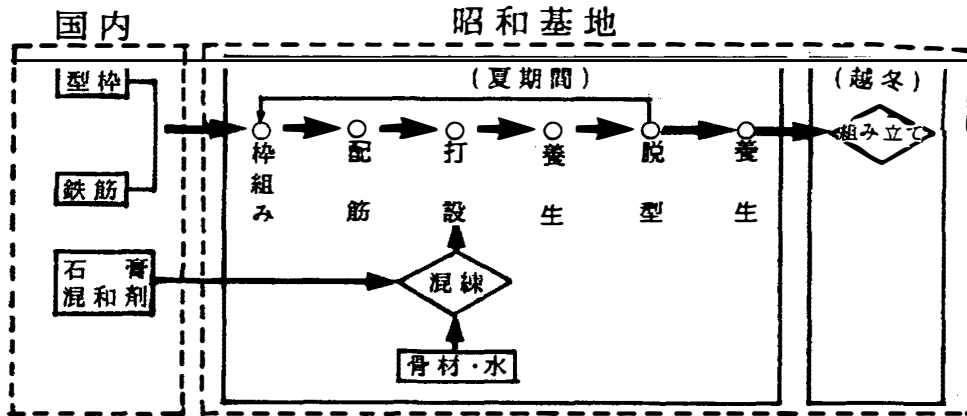 国内
昭和基地
型枠
鉄筋
石膏
混和剤
(夏期間)
枠組み
配筋
打設
養生
脱型
養生
混練
骨材・水
(越冬)
組み立て